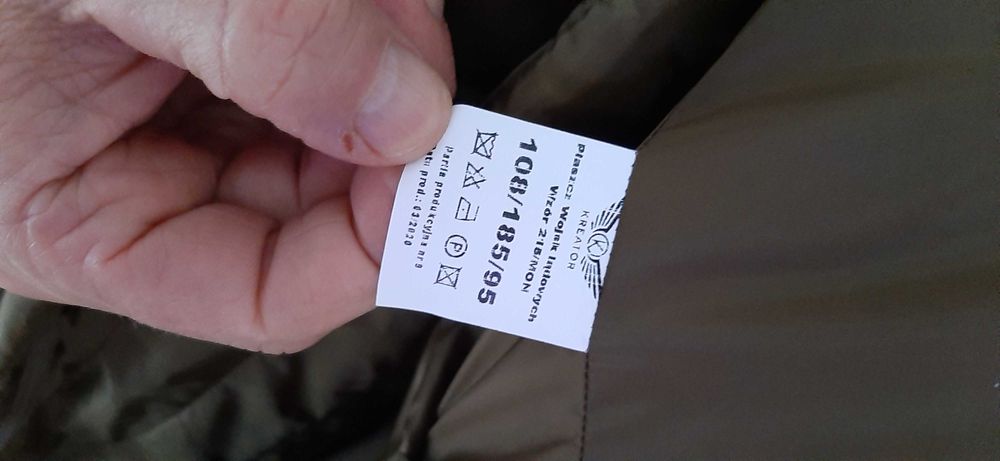 KREATOR
płaszcz Wojsk lądowych
Wzór 218/MON
108/185/95
P
partia produkcyjna nr 9
prod.: 03/2020